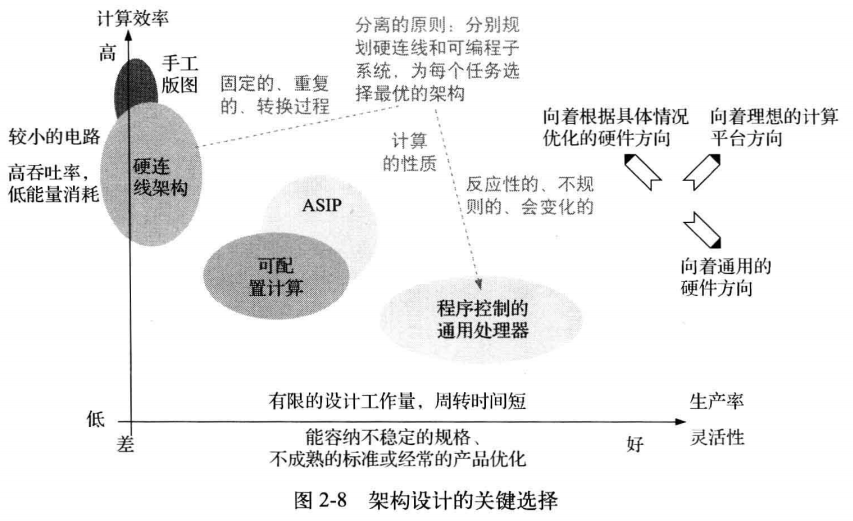 计算效率
高
手工
版图
固定的、重复
的、转换过程
分离的原则：分别规
划硬连线和可编程子
系统，为每个任务选
择最优的架构
较小的电路
高吞吐率，
低能量消耗
硬连
线架构
计算
的性质
向着根据具体情况
优化的硬件方向
向着理想的计算
平台方向
ASIP
反应性的、不规
则的、会变化的
可配
置计算
向着通用的
硬件方向
程序控制的
通用处理器
有限的设计工作量，周转时间短
生产率
低
差
能容纳不稳定的规格、
不成熟的标准或经常的产品优化
好
灵活性
图 2-8 架构设计的关键选择